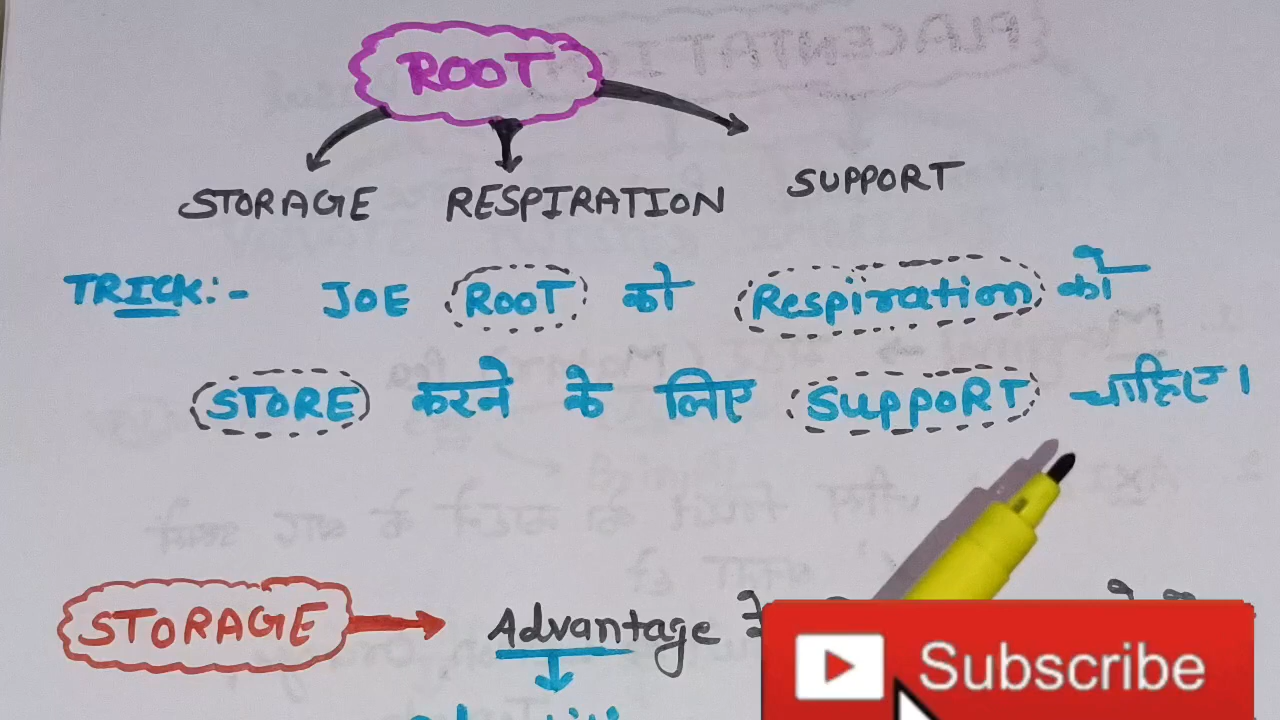 ROOT
STORAGE RESPIRATION SUPPORT
TRICK:- JOE ROOT को Respiration को
STORE करने के लिए SUPPORT चाहिए।
STORAGE → Advantage
Subscribe